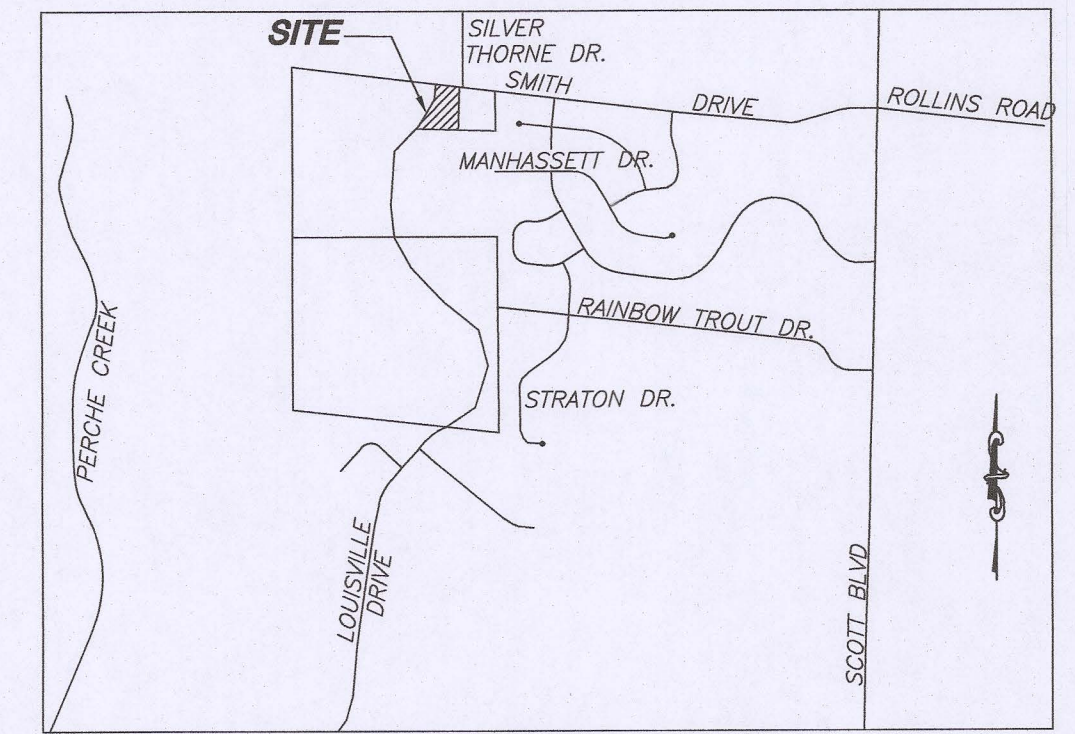 SITE
SILVER
THORNE DR.
SMITH
DRIVE
ROLLINS ROAD
MANHASSETT DR.
RAINBOW TROUT DR.
PERCHE CREEK
STRATON DR.
LOUISVILLE
DRIVE
SCOTT BLVD